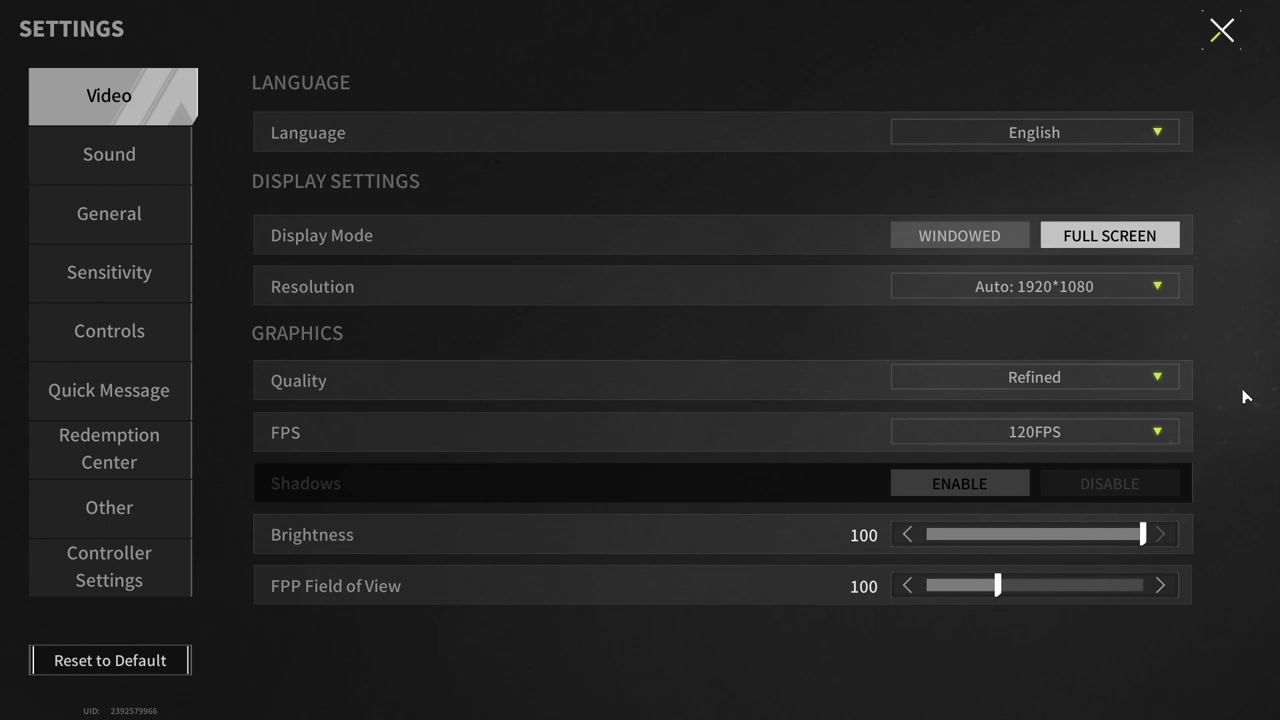 SETTINGS
Video
Sound
General
Sensitivity
Controls
Quick Message
Redemption
Center
Other
Controller
Settings
Reset to Default
UID: 2392579966
LANGUAGE
Language English
DISPLAY SETTINGS
Display Mode WINDOWED FULL SCREEN
Resolution Auto: 1920*1080
GRAPHICS
Quality Refined
FPS 120FPS
Shadows ENABLE DISABLE
Brightness 100
FPP Field of View 100